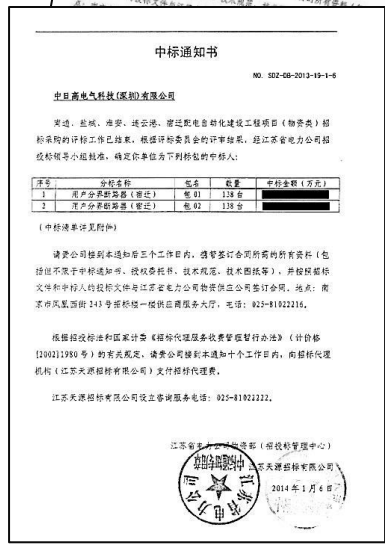 中标通知书
NO. SDZ-DB-2013-19-1-6
中日高电气科技(深圳)有限公司
南通、盐城、淮安、连云港、宿迁配电自动化建设工程项目（物资类）招
标采购的评标工作已结束，根据评标委员会的评审结果，经江苏省电力公司招
投标领导小组批准，确定你单位为下列标包的中标人：
序号 分标名称 包名 数量 中标金额（万元）
1 用户分界断路器（宿迁） 包 01 138 台
2 用户分界断路器（宿迁） 包 02 138 台
（中标清单详见附件）
请贵公司接到本通知后三个工作日内，携带签订合同所需的所有资料（包
括但不限于中标通知书、授权委托书、技术规范、技术图纸等），并按照招标
文件和中标人的投标文件与江苏省电力公司物资供应公司签订合同。地点：南
京市凤凰西街 243 号招标楼一楼供应商服务大厅，电话：025-81022216。
根据招投标法和国家计委《招标代理服务收费管理暂行办法》（计价格
[2002]1980 号）的有关规定，请贵公司接到本通知十个工作日内，向招标代理
机构（江苏天源招标有限公司）支付招标代理费。
江苏天源招标有限公司设立咨询服务电话：025-81022222。
江苏省电力公司物资部（招投标管理中心）
江苏天源招标有限公司
2014 年 1 月 6 日
江苏省电力公司
中标通知专用章